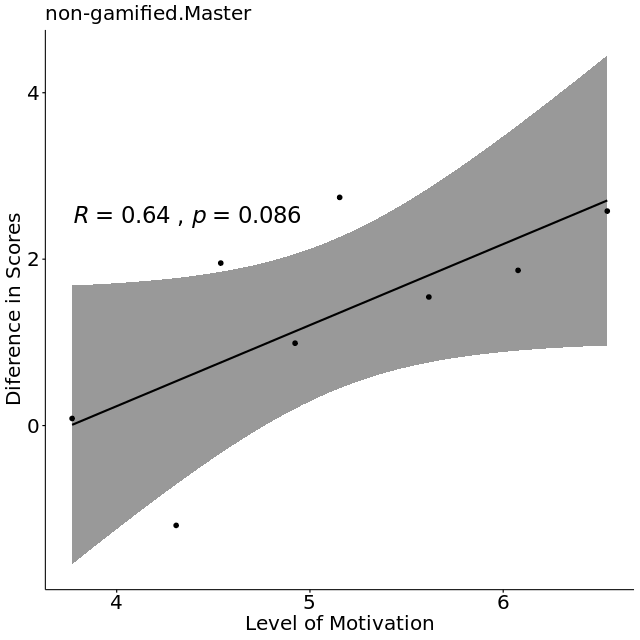 non-gamified.Master
4
R = 0.64 , p = 0.086
2
Diference in Scores
0
4 5 6
Level of Motivation